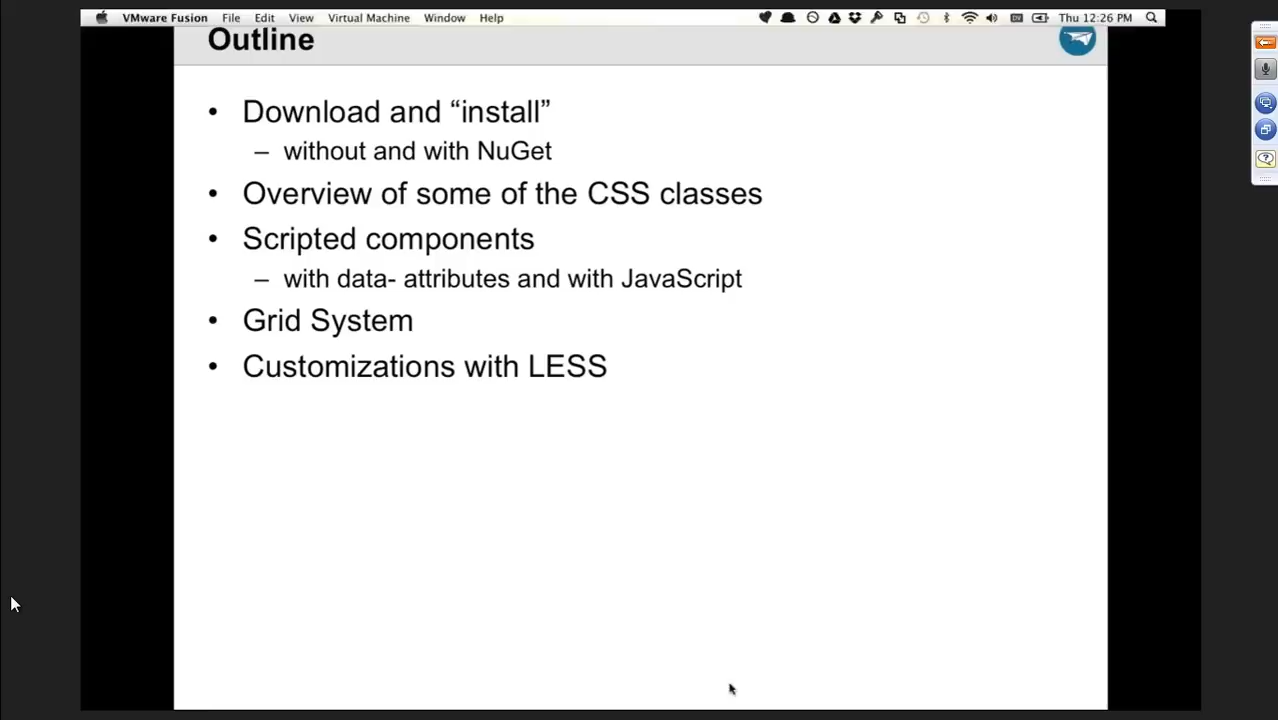 VMware Fusion File Edit View Virtual Machine Window Help Thu 12:26 PM
Outline
• Download and “install”
– without and with NuGet
• Overview of some of the CSS classes
• Scripted components
– with data- attributes and with JavaScript
• Grid System
• Customizations with LESS